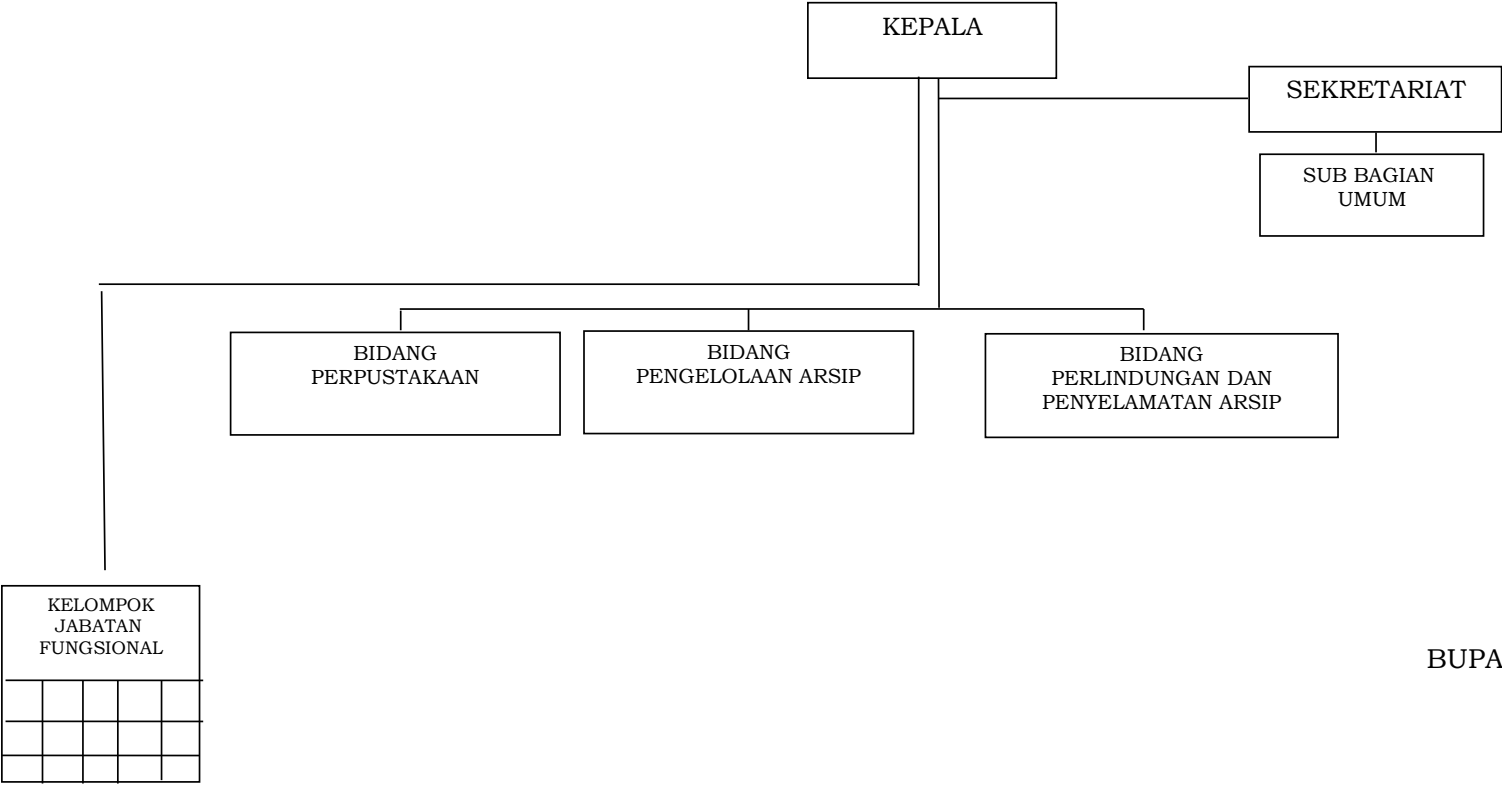 KEPALA
SEKRETARIAT
SUB BAGIAN
UMUM
BIDANG
PERPUSTAKAAN
BIDANG
PENGELOLAAN ARSIP
BIDANG
PERLINDUNGAN DAN
PENYELAMATAN ARSIP
KELOMPOK
JABATAN
FUNGSIONAL
BUPA